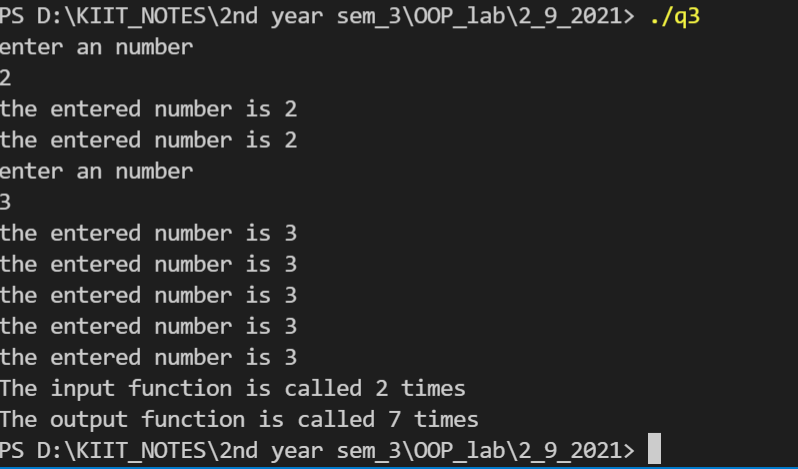 PS D:\KIIT_NOTES\2nd year sem_3\OOP_lab\2_9_2021> ./q3
enter an number
2
the entered number is 2
the entered number is 2
enter an number
3
the entered number is 3
the entered number is 3
the entered number is 3
the entered number is 3
the entered number is 3
The input function is called 2 times
The output function is called 7 times
PS D:\KIIT_NOTES\2nd year sem_3\OOP_lab\2_9_2021>